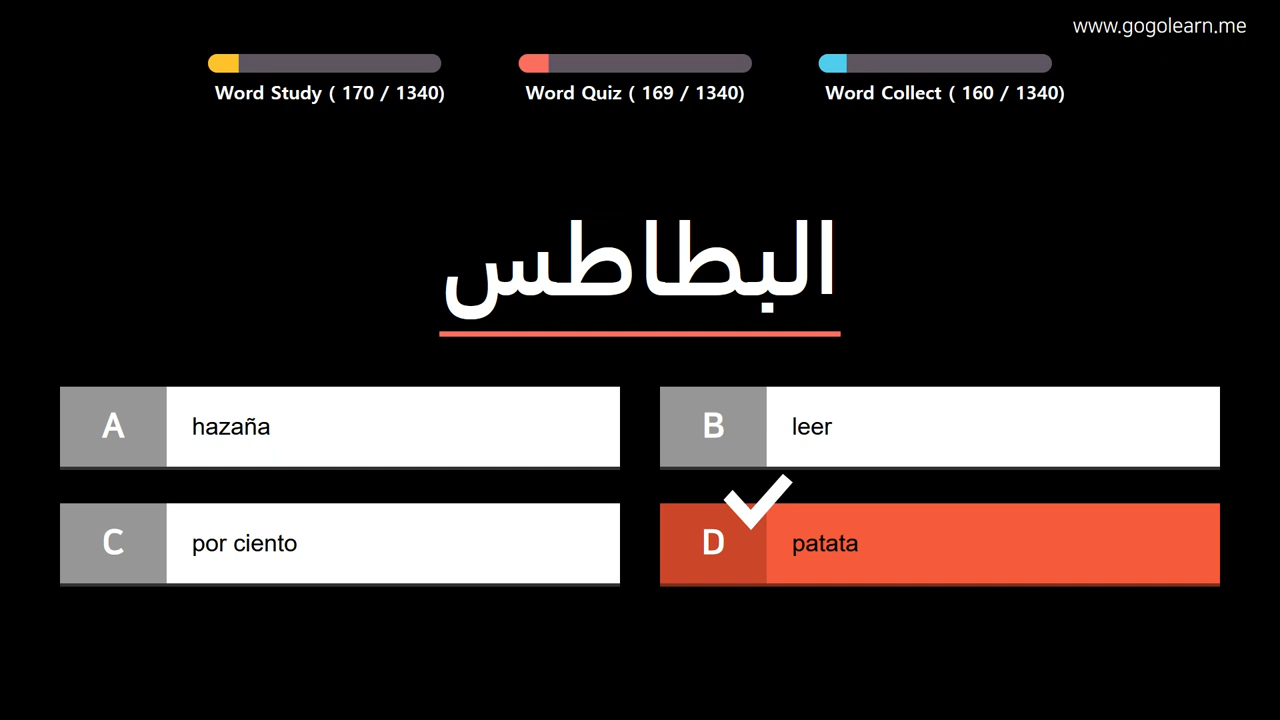 www.gogolearn.me
Word Study ( 170 / 1340)
Word Quiz ( 169 / 1340)
Word Collect ( 160 / 1340)
البطاطس
A
hazaña
B
leer
C
por ciento
D
patata